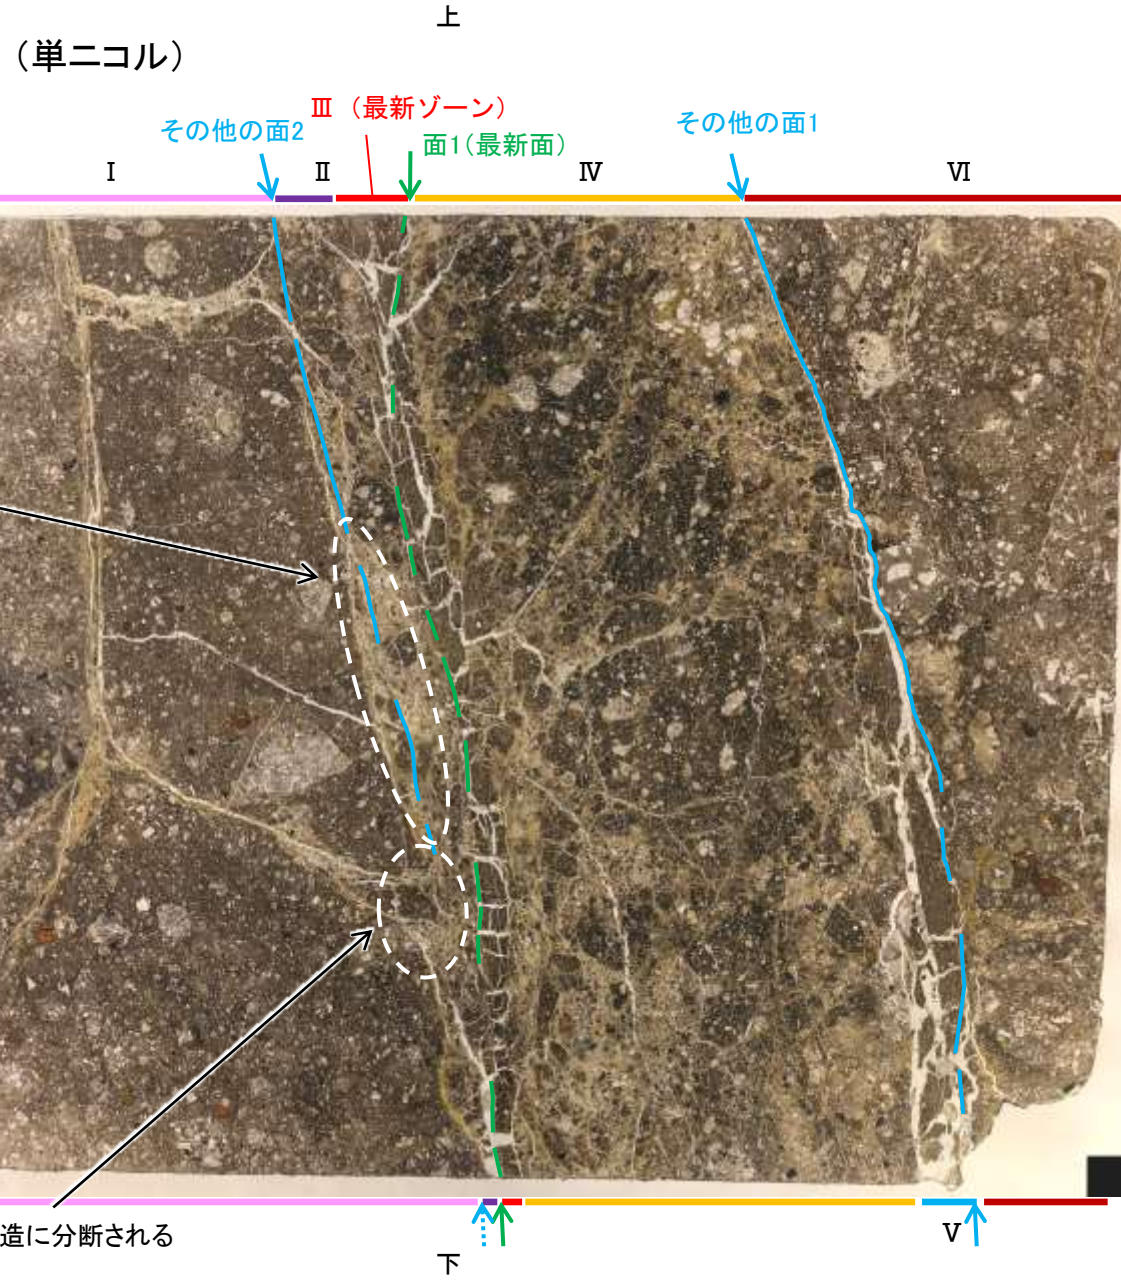 上
（単ニコル）
Ⅲ（最新ゾーン）
その他の面2
面1（最新面）
その他の面1
Ⅰ
Ⅱ
Ⅳ
Ⅵ
造に分断される
Ⅴ
下